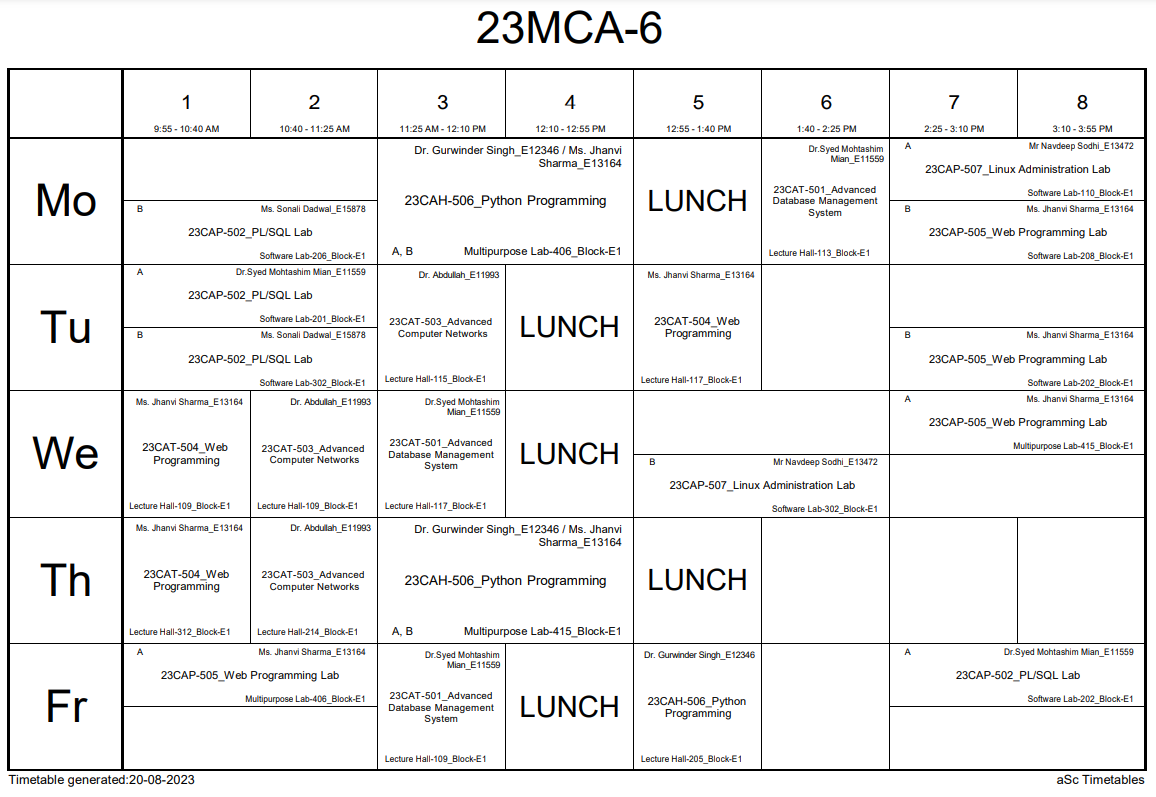 23MCA-6
1
2
3
4
5
6
7
8
9:55 - 10:40 AM
10:40 - 11:25 AM
11:25 AM - 12:10 PM
12:10 - 12:55 PM
12:55 - 1:40 PM
1:40 - 2:25 PM
2:25 - 3:10 PM
3:10 - 3:55 PM
Mo
B
Ms. Sonali Dadwal_E15878
23CAP-502_PL/SQL Lab
Software Lab-206_Block-E1
Dr. Gurwinder Singh_E12346 / Ms. Jhanvi
Sharma_E13164
23CAH-506_Python Programming
A, B
Multipurpose Lab-406_Block-E1
LUNCH
Dr.Syed Mohtashim
Mian_E11559
23CAT-501_Advanced
Database Management
System
Lecture Hall-113_Block-E1
A
Mr Navdeep Sodhi_E13472
23CAP-507_Linux Administration Lab
Software Lab-110_Block-E1
B
Ms. Jhanvi Sharma_E13164
23CAP-505_Web Programming Lab
Software Lab-208_Block-E1
Tu
A
Dr.Syed Mohtashim Mian_E11559
23CAP-502_PL/SQL Lab
Software Lab-201_Block-E1
B
Ms. Sonali Dadwal_E15878
23CAP-502_PL/SQL Lab
Software Lab-302_Block-E1
Dr. Abdullah_E11993
23CAT-503_Advanced
Computer Networks
Lecture Hall-115_Block-E1
LUNCH
Ms. Jhanvi Sharma_E13164
23CAT-504_Web
Programming
Lecture Hall-117_Block-E1
B
Ms. Jhanvi Sharma_E13164
23CAP-505_Web Programming Lab
Software Lab-202_Block-E1
We
Ms. Jhanvi Sharma_E13164
23CAT-504_Web
Programming
Lecture Hall-109_Block-E1
Dr. Abdullah_E11993
23CAT-503_Advanced
Computer Networks
Lecture Hall-109_Block-E1
Dr.Syed Mohtashim
Mian_E11559
23CAT-501_Advanced
Database Management
System
Lecture Hall-117_Block-E1
LUNCH
B
Mr Navdeep Sodhi_E13472
23CAP-507_Linux Administration Lab
Software Lab-302_Block-E1
A
Ms. Jhanvi Sharma_E13164
23CAP-505_Web Programming Lab
Multipurpose Lab-415_Block-E1
Th
Ms. Jhanvi Sharma_E13164
23CAT-504_Web
Programming
Lecture Hall-312_Block-E1
Dr. Abdullah_E11993
23CAT-503_Advanced
Computer Networks
Lecture Hall-214_Block-E1
Dr. Gurwinder Singh_E12346 / Ms. Jhanvi
Sharma_E13164
23CAH-506_Python Programming
A, B
Multipurpose Lab-415_Block-E1
LUNCH
Fr
A
Ms. Jhanvi Sharma_E13164
23CAP-505_Web Programming Lab
Multipurpose Lab-406_Block-E1
Dr.Syed Mohtashim
Mian_E11559
23CAT-501_Advanced
Database Management
System
Lecture Hall-109_Block-E1
LUNCH
Dr. Gurwinder Singh_E12346
23CAH-506_Python
Programming
Lecture Hall-205_Block-E1
A
Dr.Syed Mohtashim Mian_E11559
23CAP-502_PL/SQL Lab
Software Lab-202_Block-E1
Timetable generated:20-08-2023
aSc Timetables